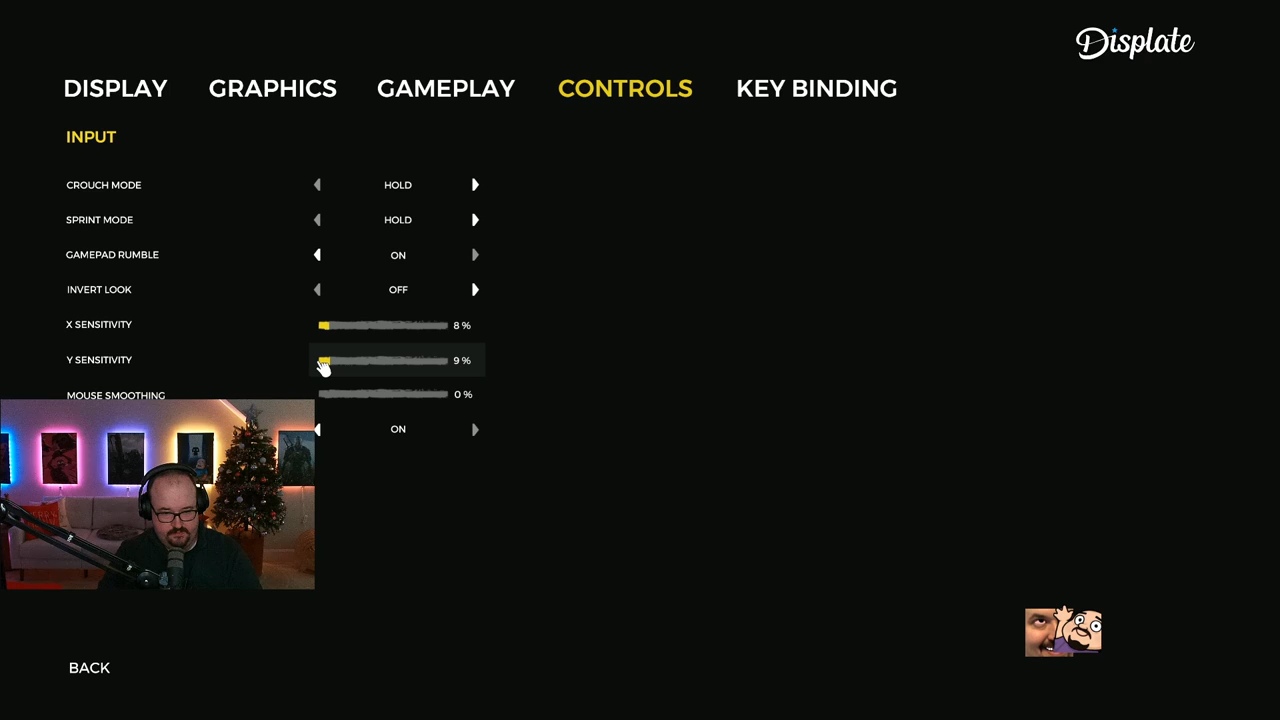 Displate
DISPLAY GRAPHICS GAMEPLAY CONTROLS KEY BINDING
INPUT
CROUCH MODE HOLD
SPRINT MODE HOLD
GAMEPAD RUMBLE ON
INVERT LOOK OFF
X SENSITIVITY 8 %
Y SENSITIVITY 9 %
MOUSE SMOOTHING 0 %
ON
BACK